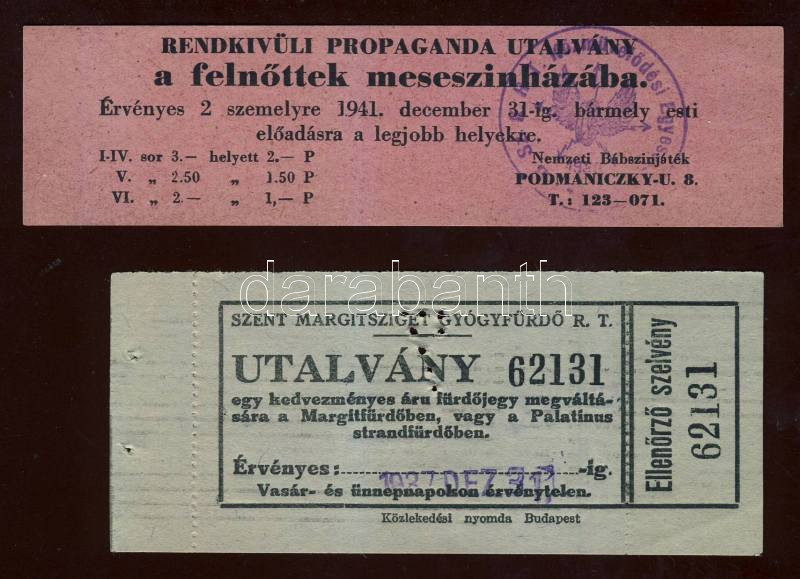 RENDKIVÜLI PROPAGANDA UTALVÁNY
a felnőttek meseszinházába.
Érvényes 2 szemelyre 1941. december 31-ig. bármely esti
előadásra a legjobb helyekre.
I-IV. sor 3.— helyett 2.— P
V. „ 2.50 „ 1.50 P
VI. „ 2.— „ 1,— P
Nemzeti Bábszinjáték
PODMANICZKY-U. 8.
T.: 123—071.
darabanth
SZENT MARGITSZIGET GYÓGYFÜRDŐ R. T.
UTALVÁNY 62131
egy kedvezményes áru fürdőjegy megváltá-
sára a Margitfürdőben, vagy a Palatinus
strandfürdőben.
Érvényes: 1937 DEZ 31 -ig.
Vasár- és ünnepnapokon érvénytelen.
Közlekedési nyomda Budapest
Ellenőrző szelvény
62131